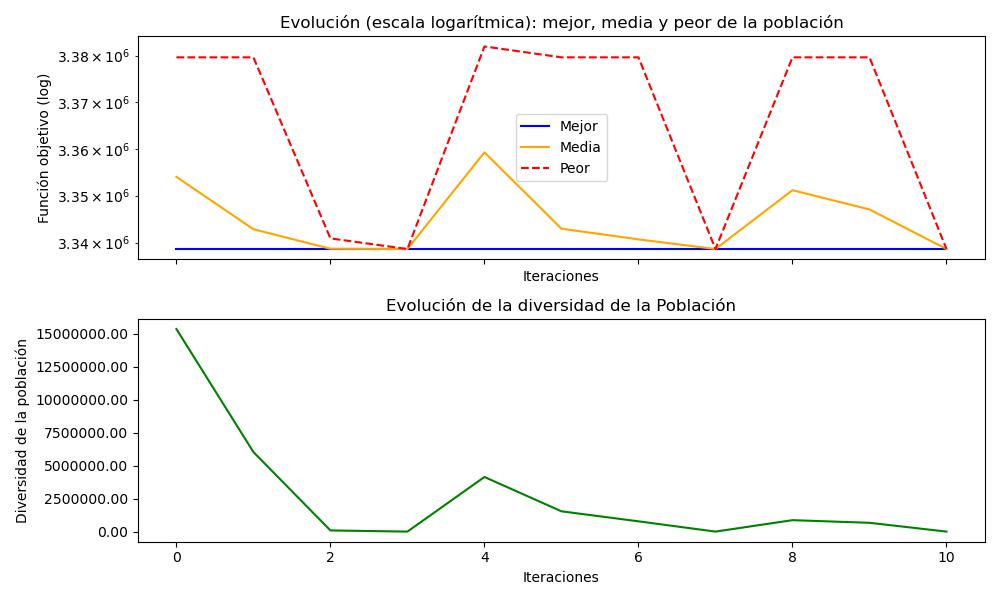 Evolución (escala logarítmica): mejor, media y peor de la población
Función objetivo (log)
3.38 × 10⁶
3.37 × 10⁶
3.36 × 10⁶
3.35 × 10⁶
3.34 × 10⁶
Mejor
Media
Peor
Iteraciones
Evolución de la diversidad de la Población
Diversidad de la población
15000000.00
12500000.00
10000000.00
7500000.00
5000000.00
2500000.00
0.00
0 2 4 6 8 10
Iteraciones